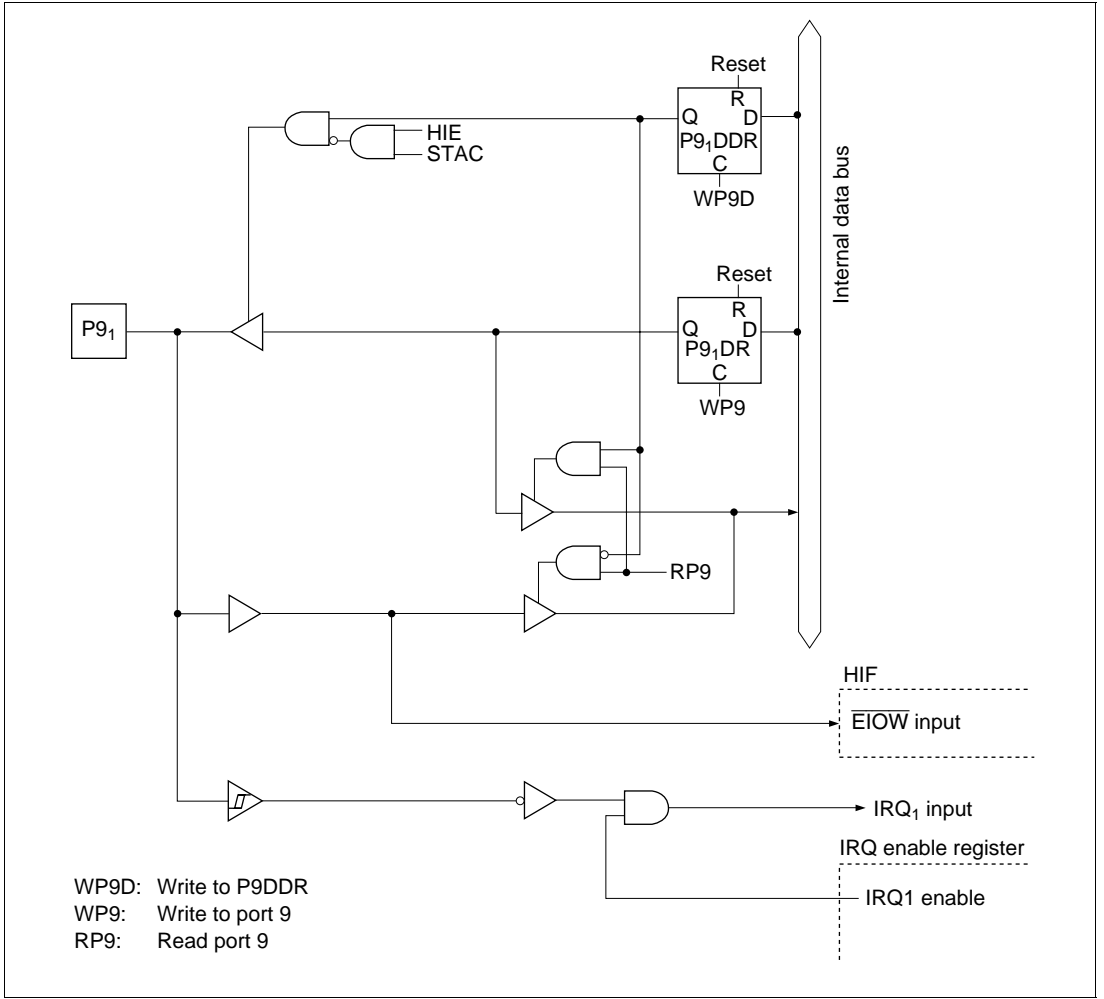 Reset
R
Q D
P9₁DDR
C
WP9D
HIE
STAC
Internal data bus
Reset
R
Q D
P9₁DR
C
WP9
P9₁
RP9
HIF
E̅I̅O̅W̅ input
IRQ₁ input
IRQ enable register
IRQ1 enable
WP9D: Write to P9DDR
WP9: Write to port 9
RP9: Read port 9